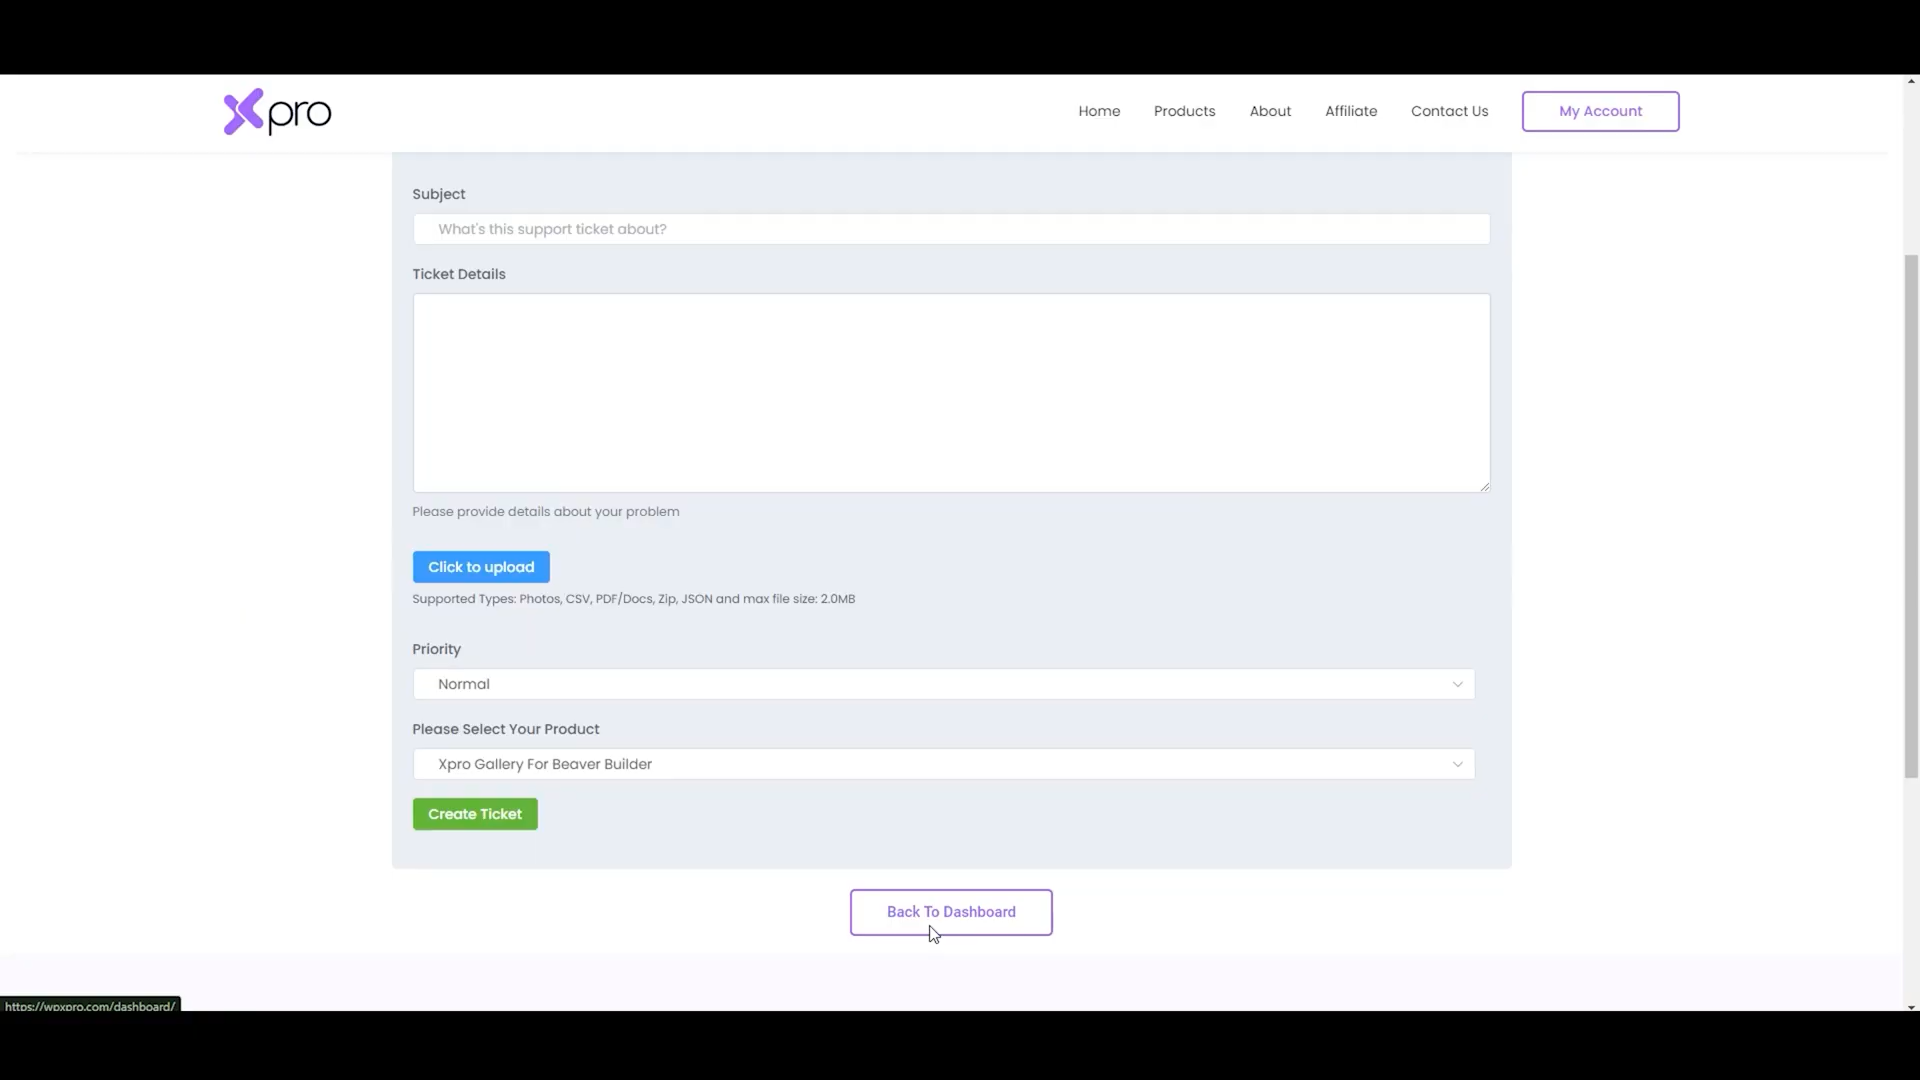 Xpro
Home Products About Affiliate Contact Us My Account
Subject
What's this support ticket about?
Ticket Details
Please provide details about your problem
Click to upload
Supported Types: Photos, CSV, PDF/Docs, Zip, JSON and max file size: 2.0MB
Priority
Normal
Please Select Your Product
Xpro Gallery For Beaver Builder
Create Ticket
Back To Dashboard
https://wpxpro.com/dashboard/